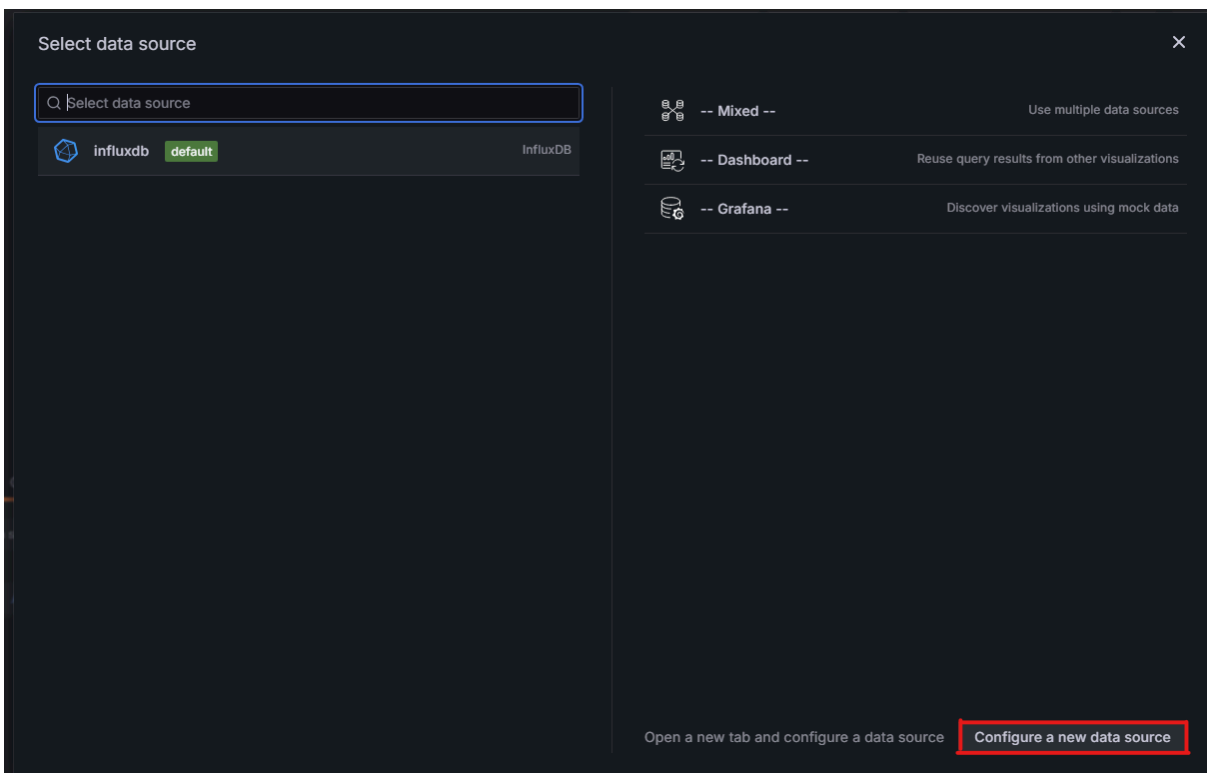 Select data source
Select data source
influxdb default InfluxDB
-- Mixed -- Use multiple data sources
-- Dashboard -- Reuse query results from other visualizations
-- Grafana -- Discover visualizations using mock data
Open a new tab and configure a data source Configure a new data source